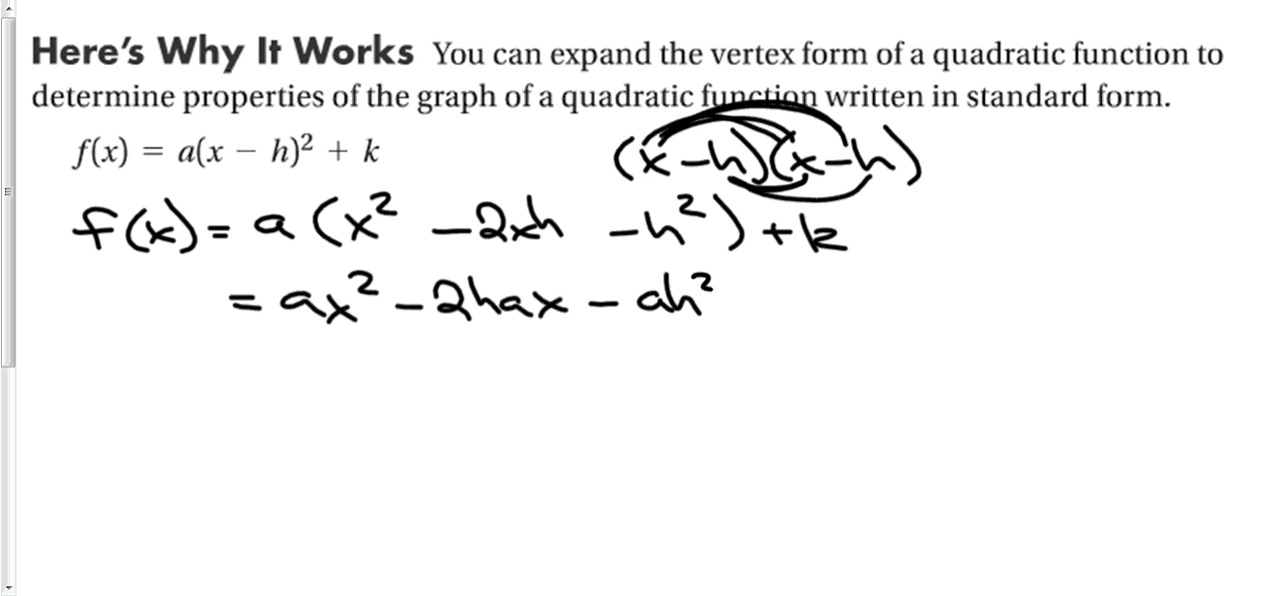 Here's Why It Works You can expand the vertex form of a quadratic function to
determine properties of the graph of a quadratic function written in standard form.
f(x) = a(x − h)² + k
(x−h)(x−h)
f(x) = a(x² −2xh −h²)+k
= ax² −2hax − ah²